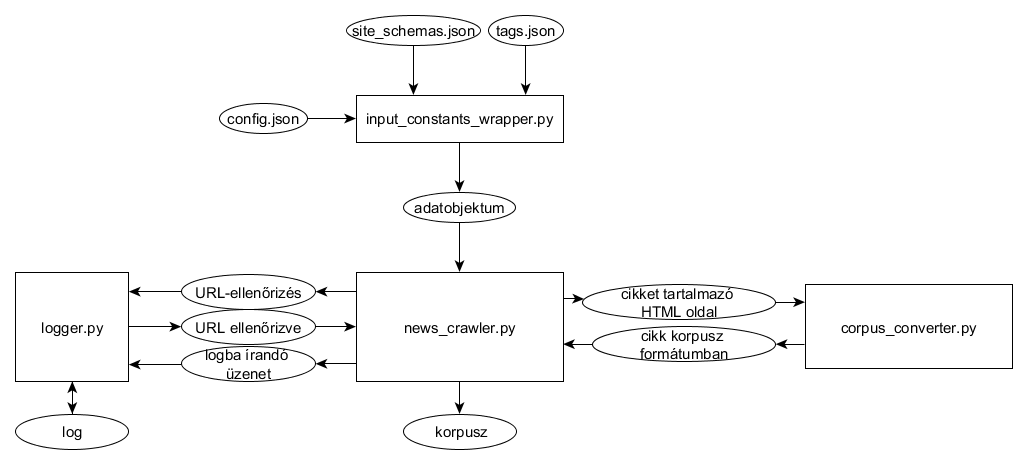 site_schemas.json
tags.json
config.json
input_constants_wrapper.py
adatobjektum
logger.py
URL-ellenőrizés
URL ellenőrizve
logba írandó
üzenet
news_crawler.py
cikket tartalmazó
HTML oldal
cikk korpusz
formátumban
corpus_converter.py
log
korpusz